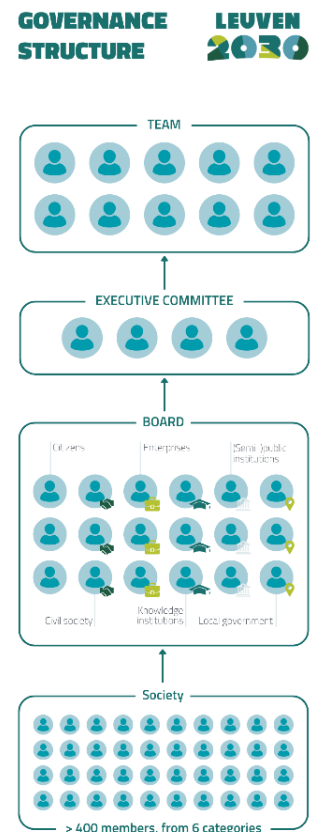 GOVERNANCE
STRUCTURE
LEUVEN
2030
TEAM
EXECUTIVE COMMITTEE
BOARD
Citizens
Enterprises
(Semi-)public
institutions
Civil society
Knowledge
institutions
Local government
Society
> 400 members, from 6 categories